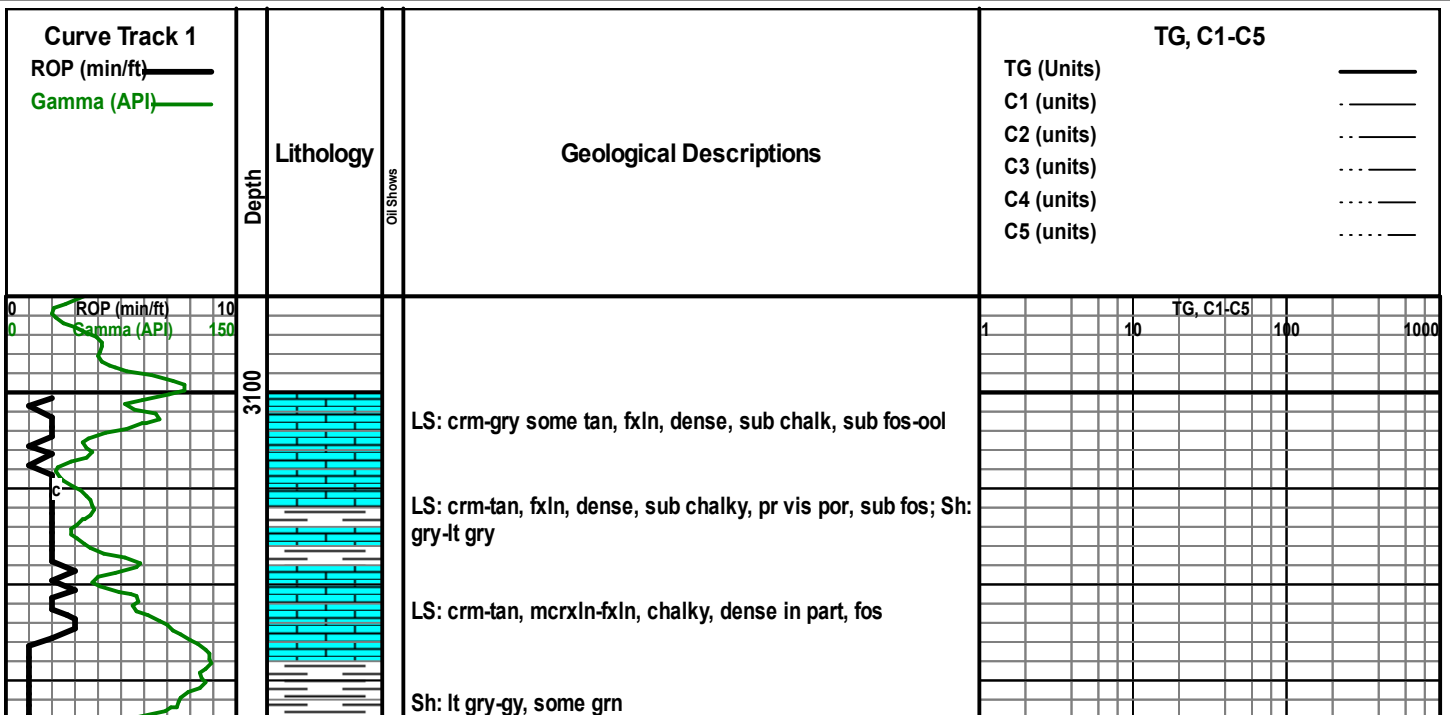 Curve Track 1
ROP (min/ft)
Gamma (API)
Depth
Lithology
Oil Shows
Geological Descriptions
TG, C1-C5
TG (Units)
C1 (units)
C2 (units)
C3 (units)
C4 (units)
C5 (units)
0 ROP (min/ft) 10
0 Gamma (API) 150
TG, C1-C5
1 10 100 1000
3100
LS: crm-gry some tan, fxln, dense, sub chalk, sub fos-ool
C
LS: crm-tan, fxln, dense, sub chalky, pr vis por, sub fos; Sh:
gry-lt gry
LS: crm-tan, mcrxln-fxln, chalky, dense in part, fos
Sh: lt gry-gy, some grn